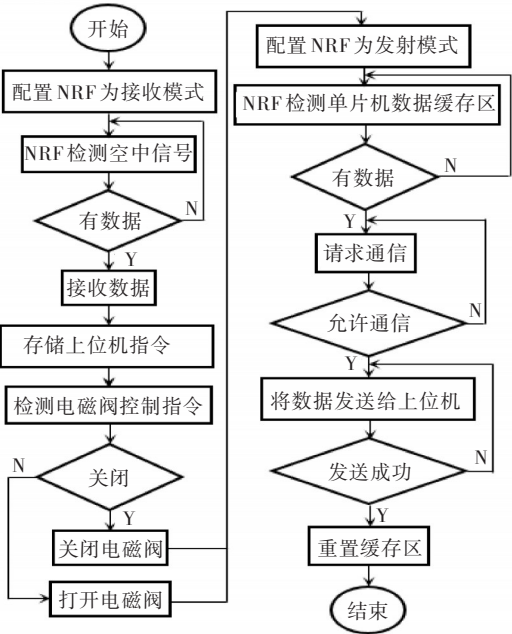 开始
配置NRF为接收模式
NRF检测空中信号
有数据
N
Y
接收数据
存储上位机指令
检测电磁阀控制指令
关闭
N
Y
关闭电磁阀
打开电磁阀
配置NRF为发射模式
NRF检测单片机数据缓存区
有数据
N
Y
请求通信
允许通信
N
Y
将数据发送给上位机
发送成功
N
Y
重置缓存区
结束